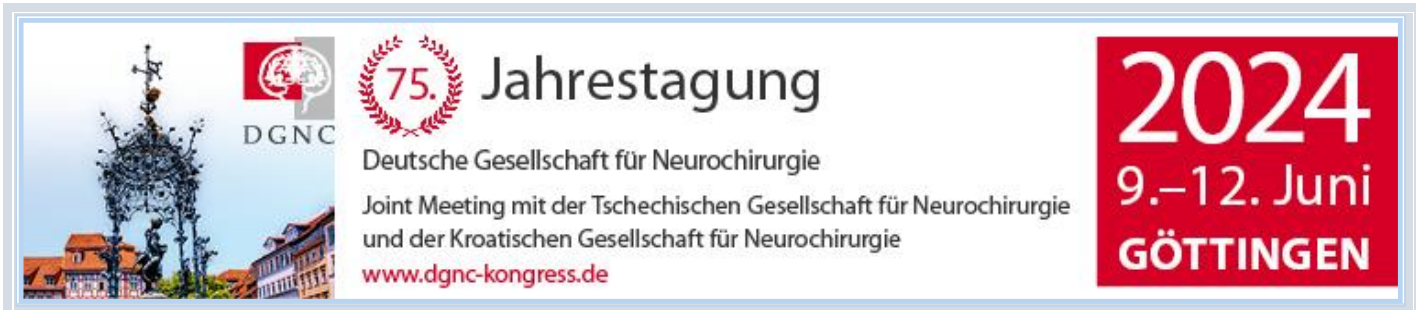 DGNC
75. Jahrestagung
Deutsche Gesellschaft für Neurochirurgie
Joint Meeting mit der Tschechischen Gesellschaft für Neurochirurgie
und der Kroatischen Gesellschaft für Neurochirurgie
www.dgnc-kongress.de
2024
9.–12. Juni
GÖTTINGEN